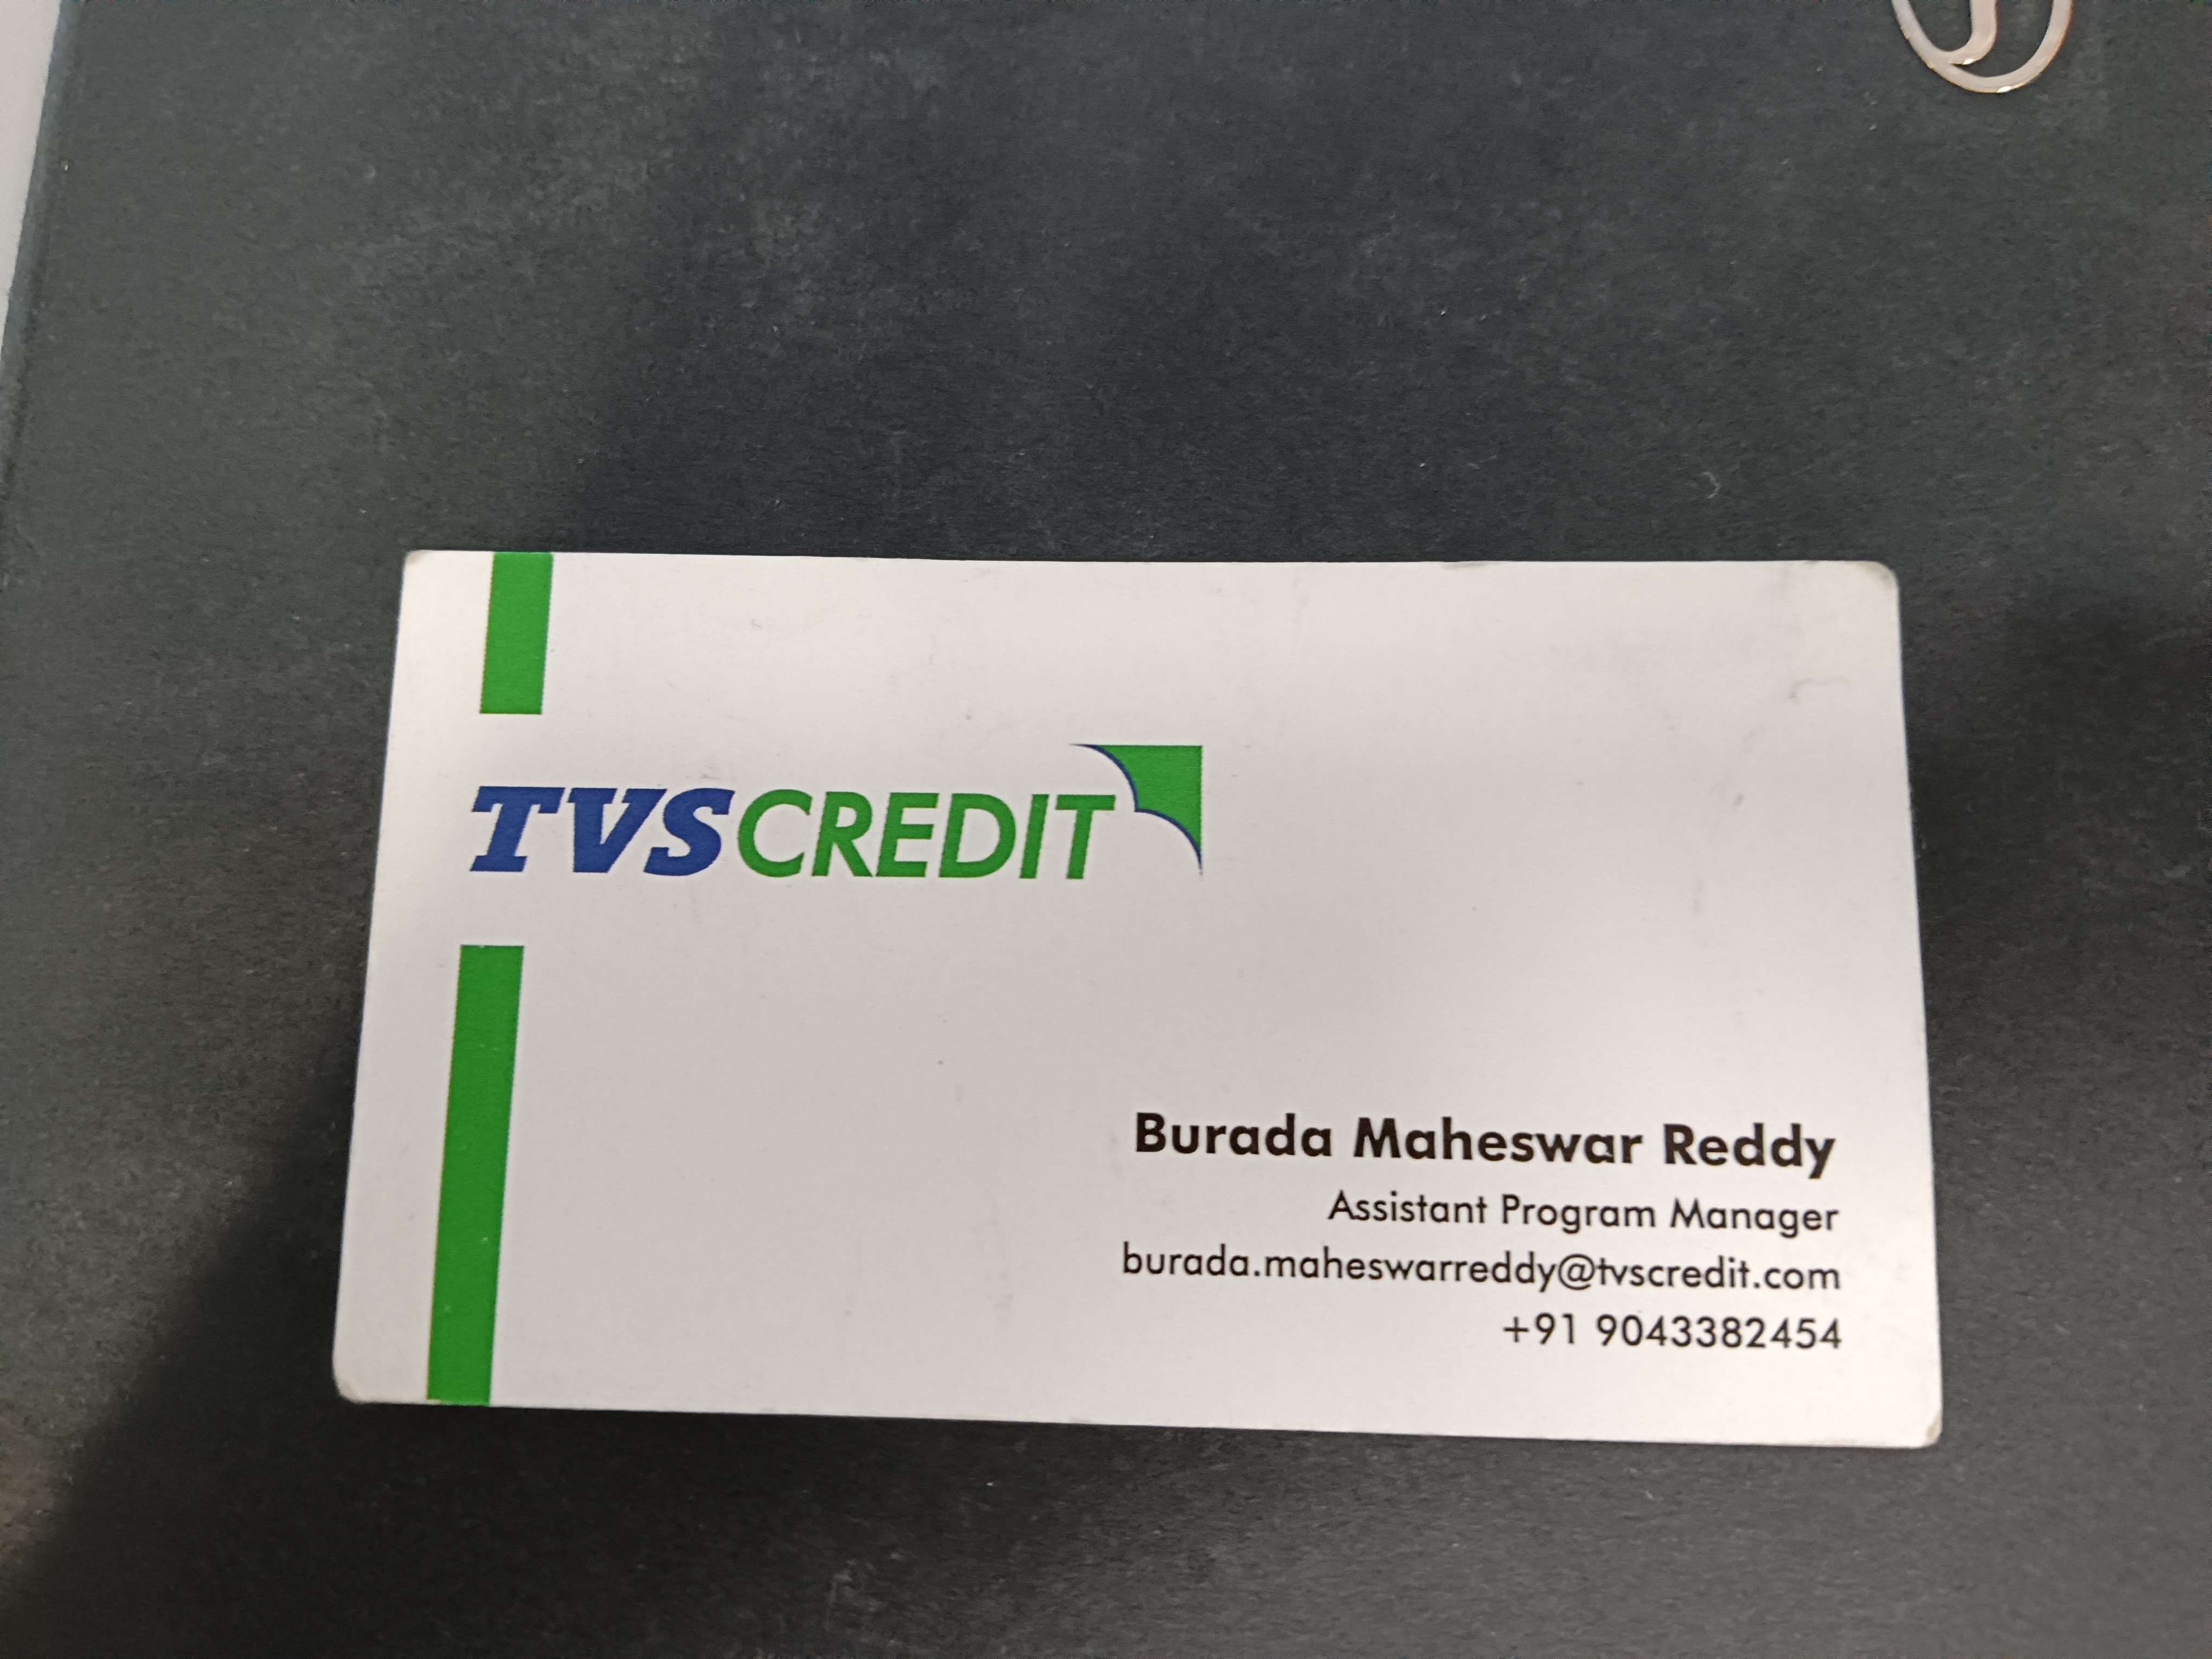 TVS CREDIT
Burada Maheswar Reddy
Assistant Program Manager
burada.maheswarreddy@tvscredit.com
+91 9043382454